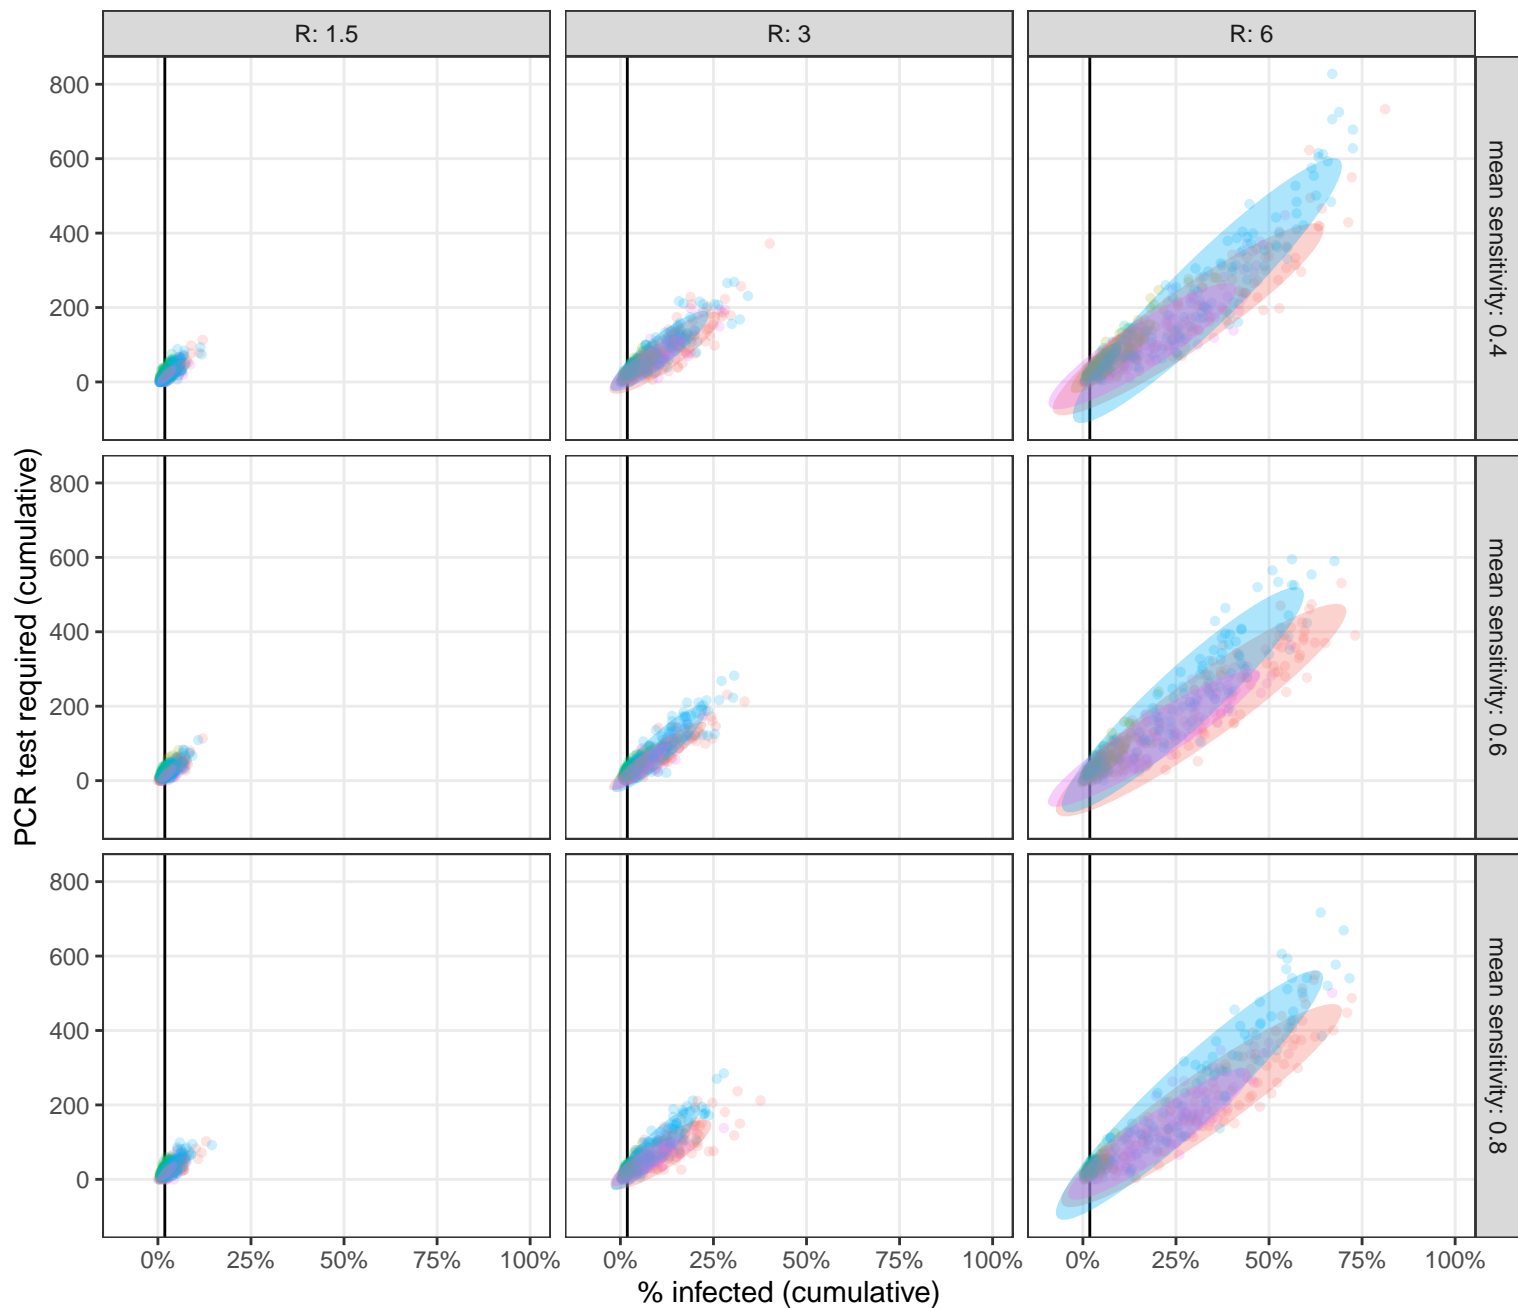 R: 1.5
R: 3
R: 6
800
600
400
200
0
mean sensitivity: 0.4
800
600
400
200
0
mean sensitivity: 0.6
800
600
400
200
0
mean sensitivity: 0.8
PCR test required (cumulative)
0% 25% 50% 75% 100%
0% 25% 50% 75% 100%
0% 25% 50% 75% 100%
% infected (cumulative)